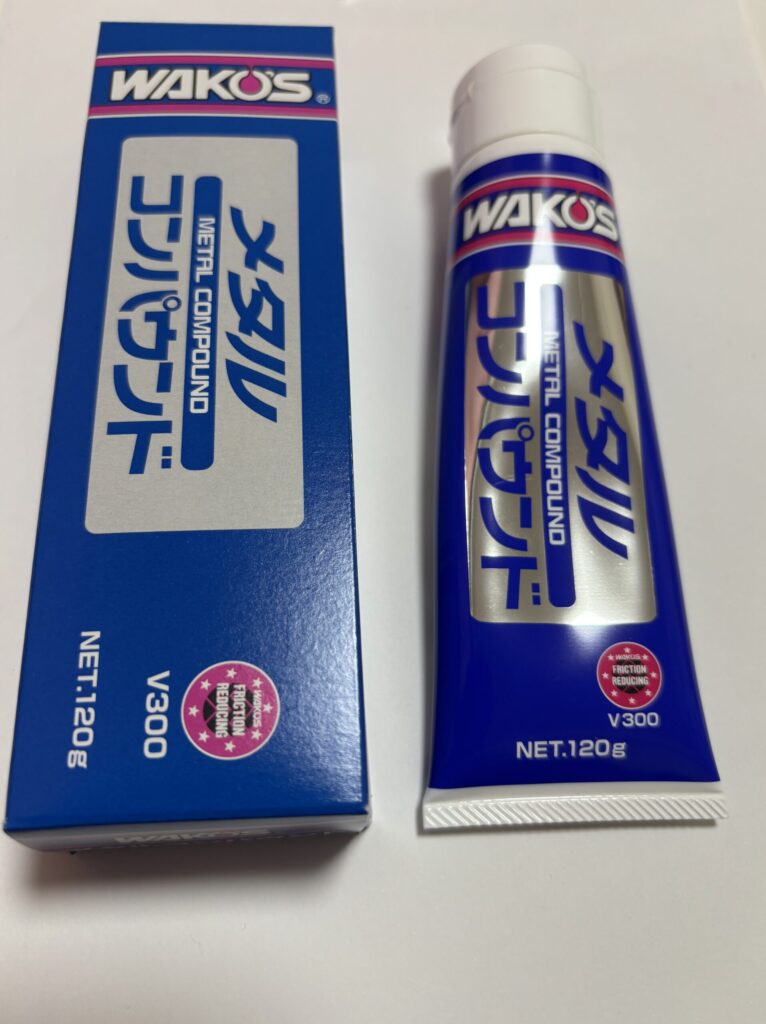 WAKO'S®
メタル
METAL COMPOUND
コンパウンド
WAKO'S
FRICTION
REDUCING
V300
NET.120g
WAKO'S
WAKO'S
メタル
METAL COMPOUND
コンパウンド
WAKO'S
FRICTION
REDUCING
V300
NET.120g